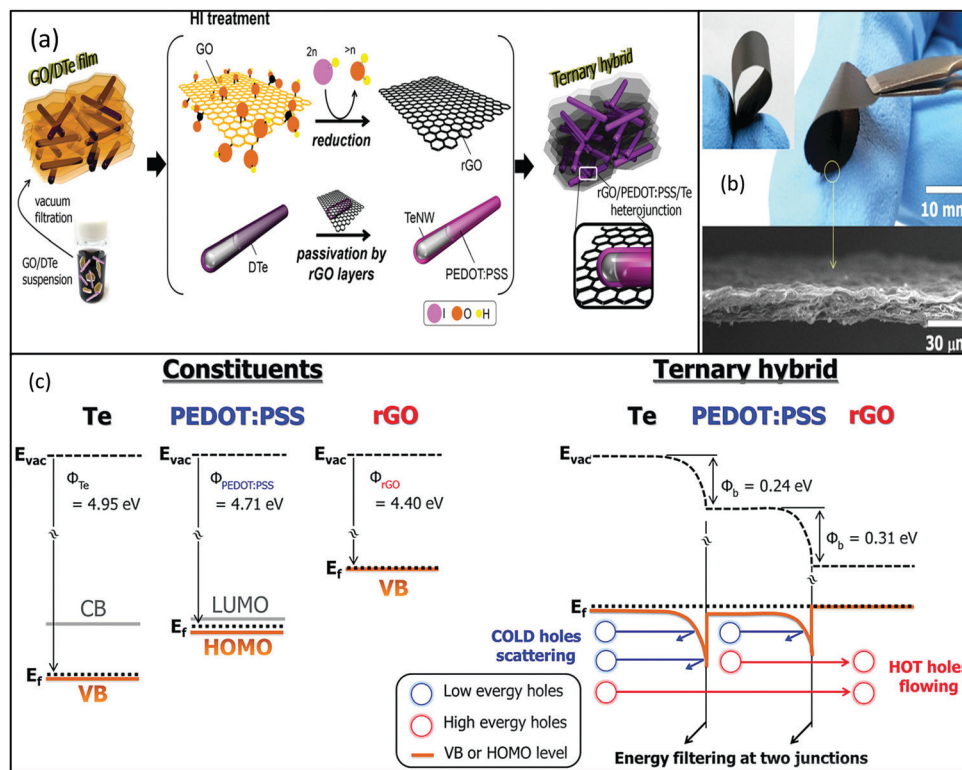 (a)
HI treatment
GO/DTe film
vacuum
filtration
GO/DTe
suspension
GO
2n
>n
reduction
rGO
DTe
passivation by
rGO layers
TeNW
PEDOT:PSS
I O H
Ternary hybrid
rGO/PEDOT:PSS/Te
heterojunction
(b)
10 mm
30 μm
(c)
Constituents
Te PEDOT:PSS rGO
Evac
ΦTe
= 4.95 eV
CB
Ef
VB
Evac
ΦPEDOT:PSS
= 4.71 eV
LUMO
Ef
HOMO
Evac
ΦrGO
= 4.40 eV
Ef
VB
Ternary hybrid
Te PEDOT:PSS rGO
Evac
Φb = 0.24 eV
Φb = 0.31 eV
Ef
COLD holes
scattering
HOT holes
flowing
Low evergy holes
High evergy holes
VB or HOMO level
Energy filtering at two junctions